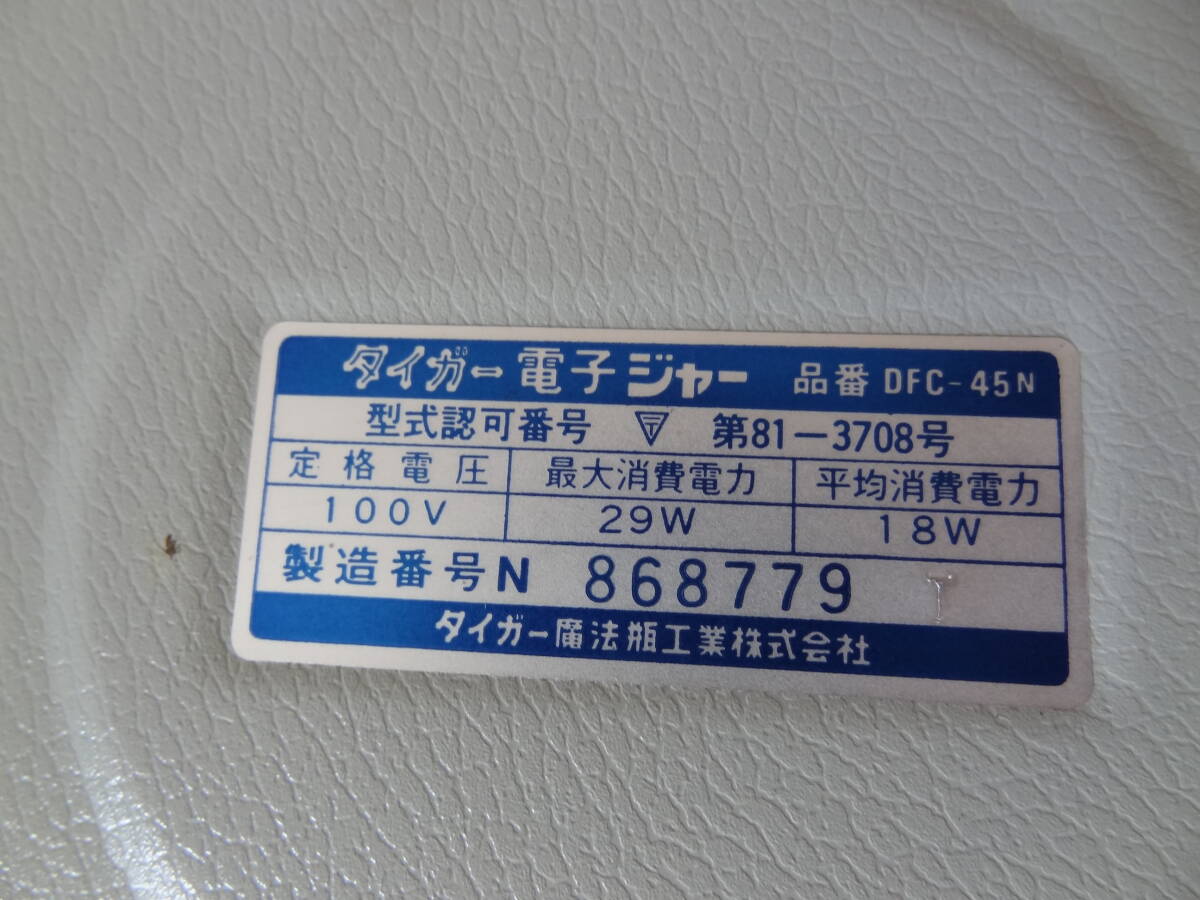 タイガー電子ジャー 品番 DFC-45N
型式認可番号 〒 第81-3708号
定格電圧 最大消費電力 平均消費電力
100V 29W 18W
製造番号 N 868779 T
タイガー魔法瓶工業株式会社